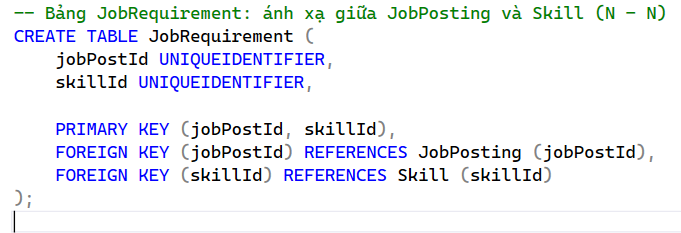 -- Bảng JobRequirement: ánh xạ giữa JobPosting và Skill (N - N)
CREATE TABLE JobRequirement (
    jobPostId UNIQUEIDENTIFIER,
    skillId UNIQUEIDENTIFIER,

    PRIMARY KEY (jobPostId, skillId),
    FOREIGN KEY (jobPostId) REFERENCES JobPosting (jobPostId),
    FOREIGN KEY (skillId) REFERENCES Skill (skillId)
);